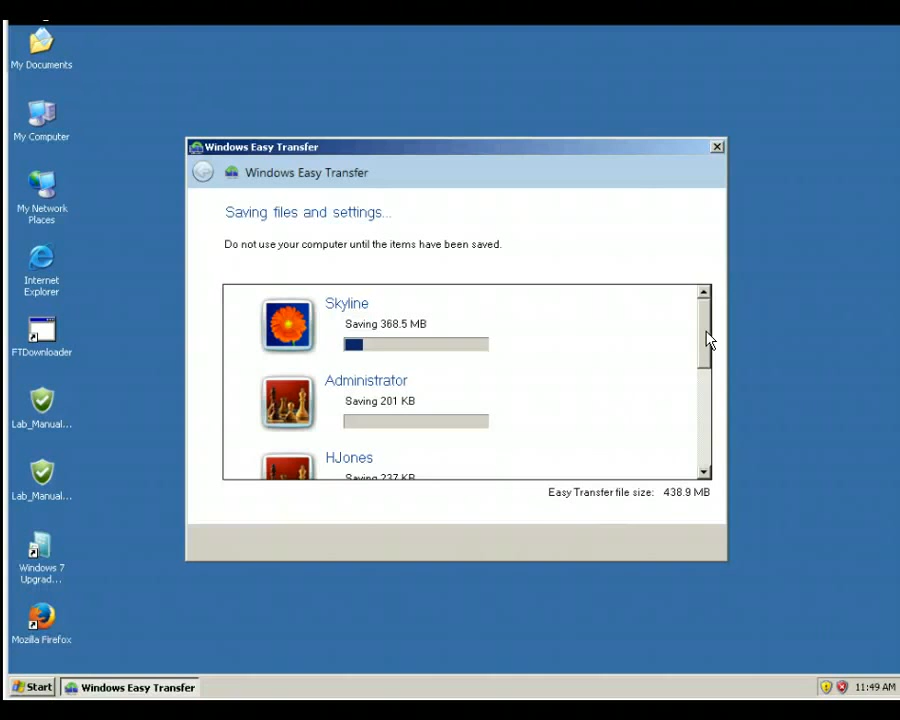 My Documents
My Computer
My Network
Places
Internet
Explorer
FTDownloader
Lab_Manual...
Lab_Manual...
Windows 7
Upgrad...
Mozilla Firefox
Windows Easy Transfer
Windows Easy Transfer
Saving files and settings...
Do not use your computer until the items have been saved.
Skyline
Saving 368.5 MB
Administrator
Saving 201 KB
HJones
Saving 237 KB
Easy Transfer file size: 438.9 MB
Start
Windows Easy Transfer
11:49 AM